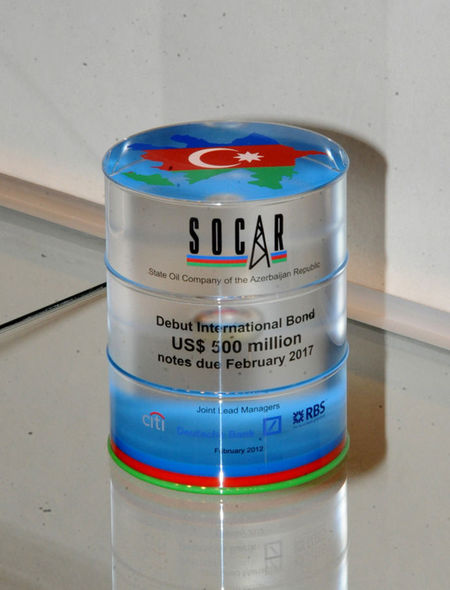 SOCAR
State Oil Company of the Azerbaijan Republic
Debut International Bond
US$ 500 million
notes due February 2017
Joint Lead Managers
citi Deutsche Bank RBS
February 2012